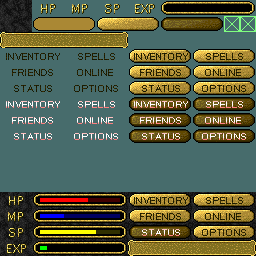 HP MP SP EXP
INVENTORY SPELLS INVENTORY SPELLS
FRIENDS ONLINE FRIENDS ONLINE
STATUS OPTIONS STATUS OPTIONS
INVENTORY SPELLS INVENTORY SPELLS
FRIENDS ONLINE FRIENDS ONLINE
STATUS OPTIONS STATUS OPTIONS
HP INVENTORY SPELLS
MP FRIENDS ONLINE
SP STATUS OPTIONS
EXP